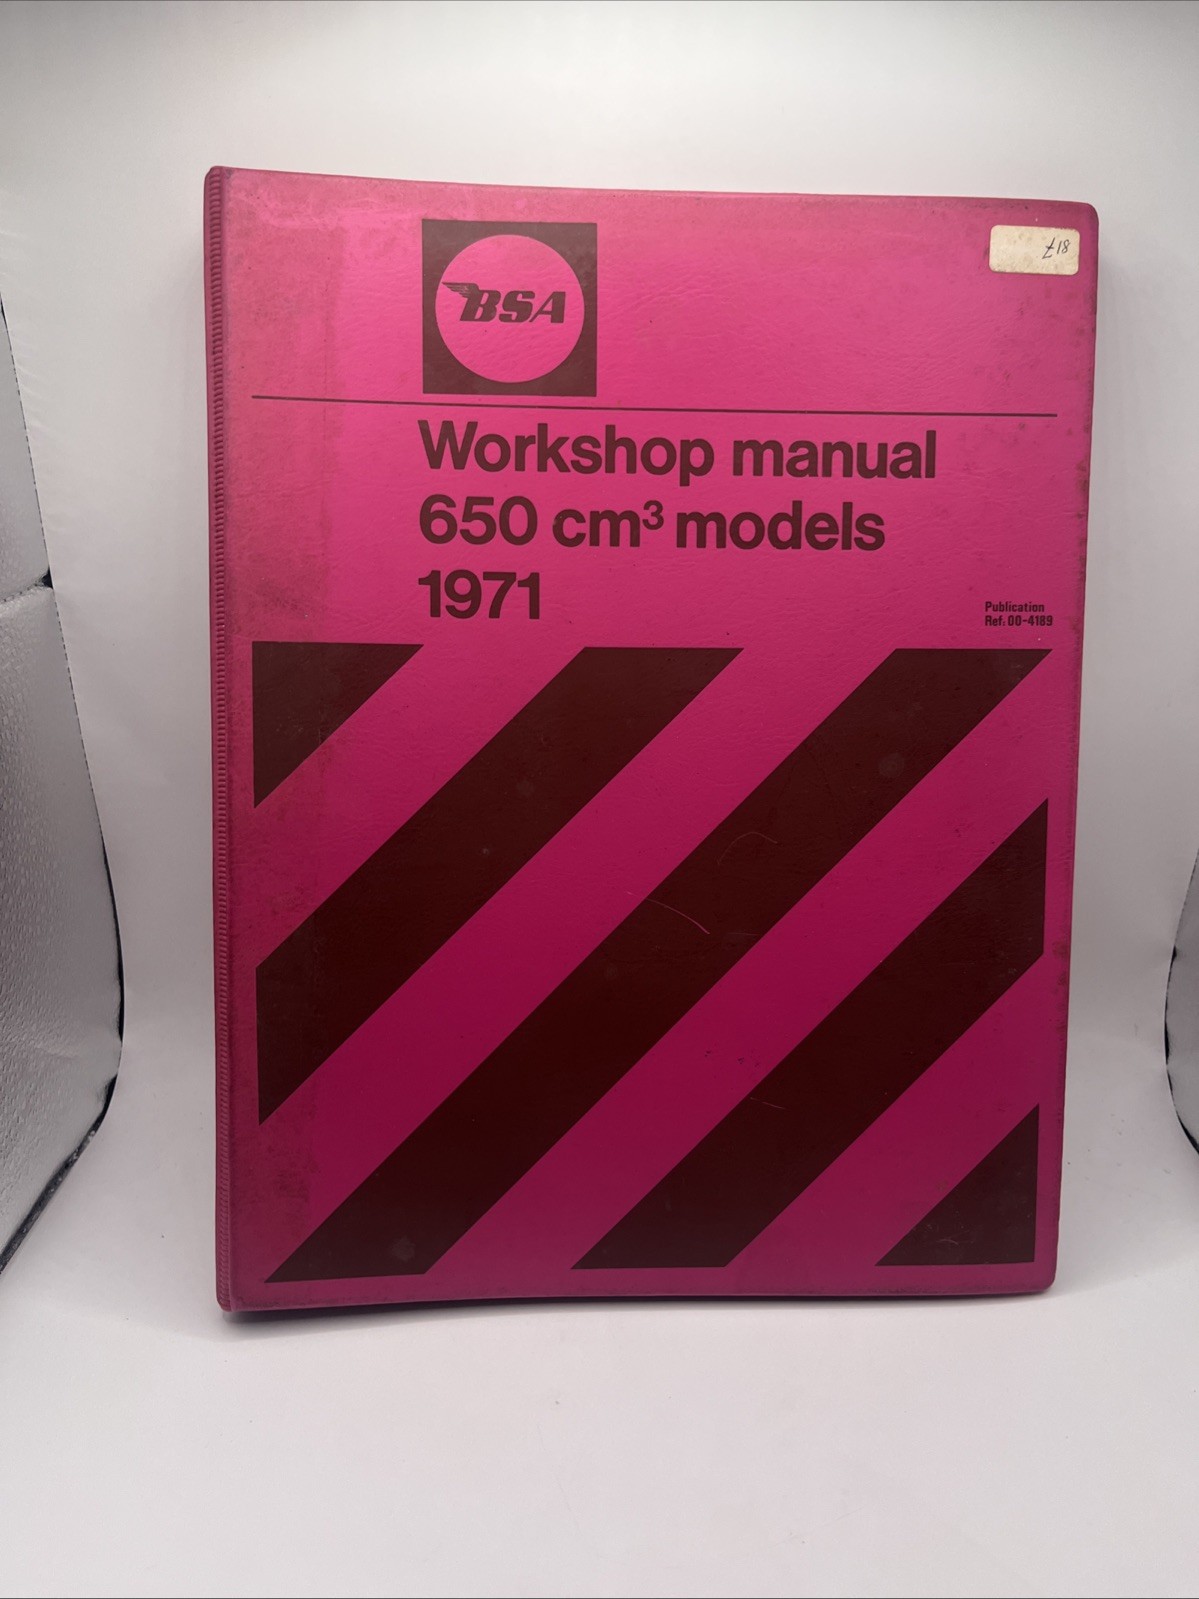 £18
BSA
Workshop manual
650 cm³ models
1971
Publication
Ref: 00-4189